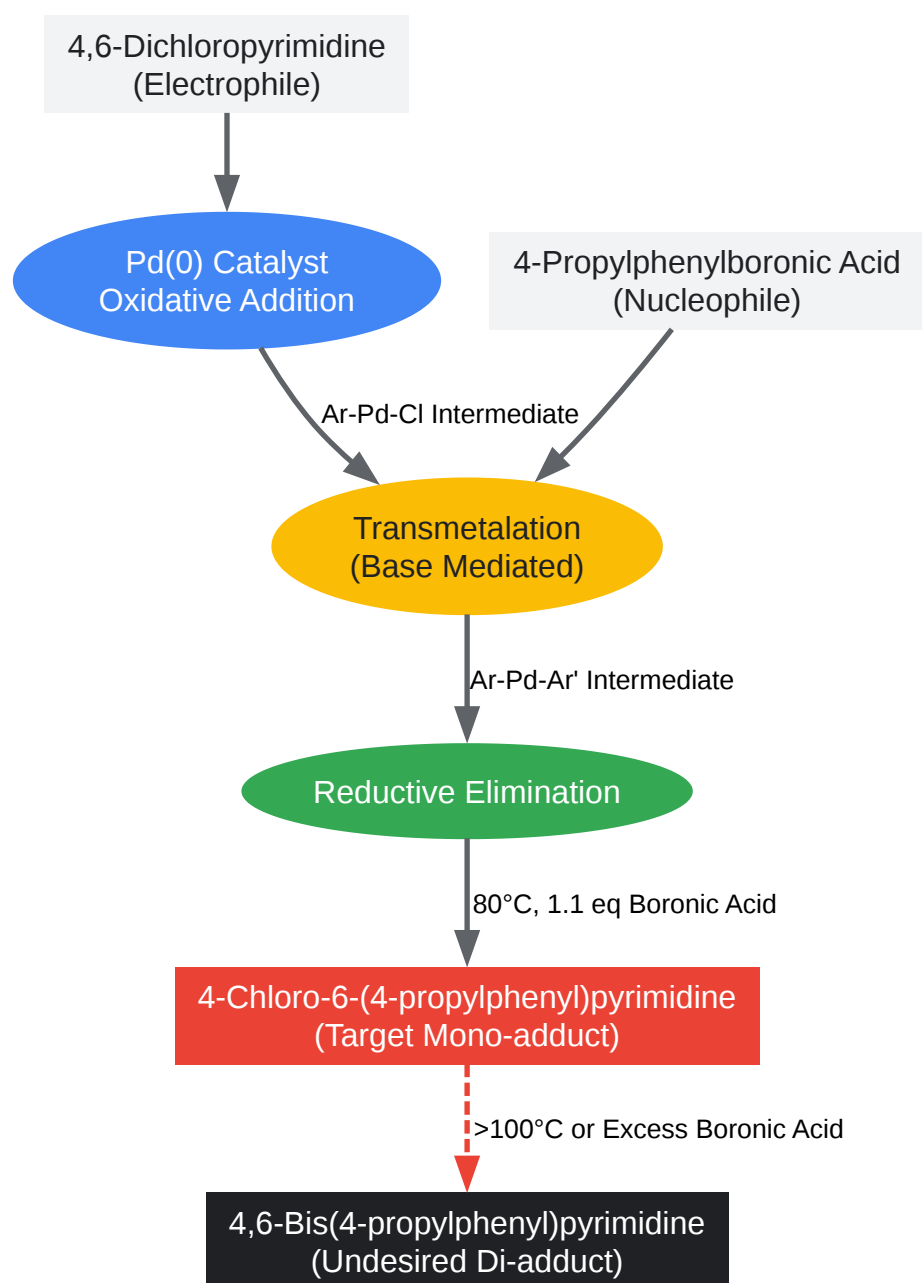 4,6-Dichloropyrimidine
(Electrophile)
Pd(0) Catalyst
Oxidative Addition
4-Propylphenylboronic Acid
(Nucleophile)
Ar-Pd-Cl Intermediate
Transmetalation
(Base Mediated)
Ar-Pd-Ar' Intermediate
Reductive Elimination
80°C, 1.1 eq Boronic Acid
4-Chloro-6-(4-propylphenyl)pyrimidine
(Target Mono-adduct)
>100°C or Excess Boronic Acid
4,6-Bis(4-propylphenyl)pyrimidine
(Undesired Di-adduct)